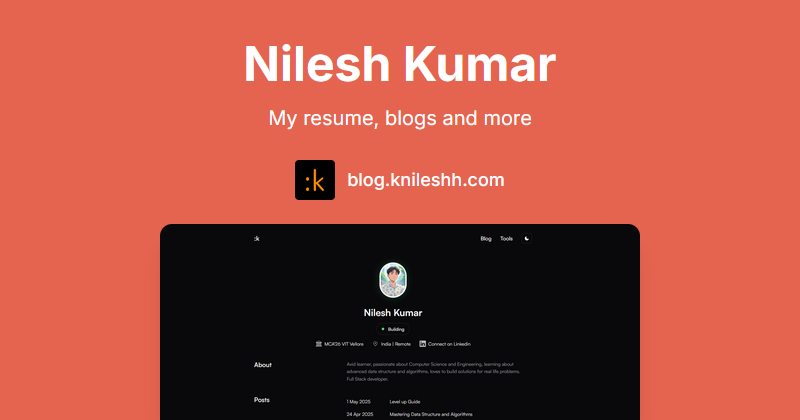 Nilesh Kumar
My resume, blogs and more
:k blog.knileshh.com
:k Blog Tools
Nilesh Kumar
Building
MCA'26 VIT Vellore India | Remote Connect on LinkedIn
About Avid learner, passionate about Computer Science and Engineering, learning about
advanced data structure and algorithms, loves to build solutions for real life problems.
Full Stack developer.
Posts 1 May 2025 Level up Guide
24 Apr 2025 Mastering Data Structure and Algorithms